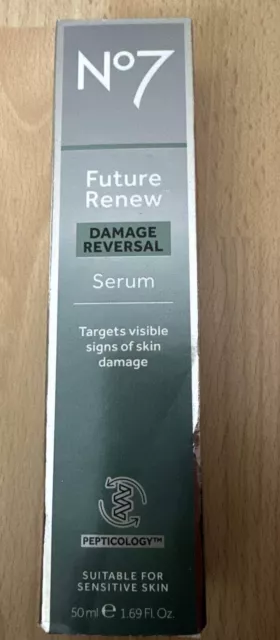 No7
Future
Renew
DAMAGE
REVERSAL
Serum
Targets visible
signs of skin
damage
PEPTICOLOGY™
SUITABLE FOR
SENSITIVE SKIN
50ml ℮ 1.69 Fl. Oz.